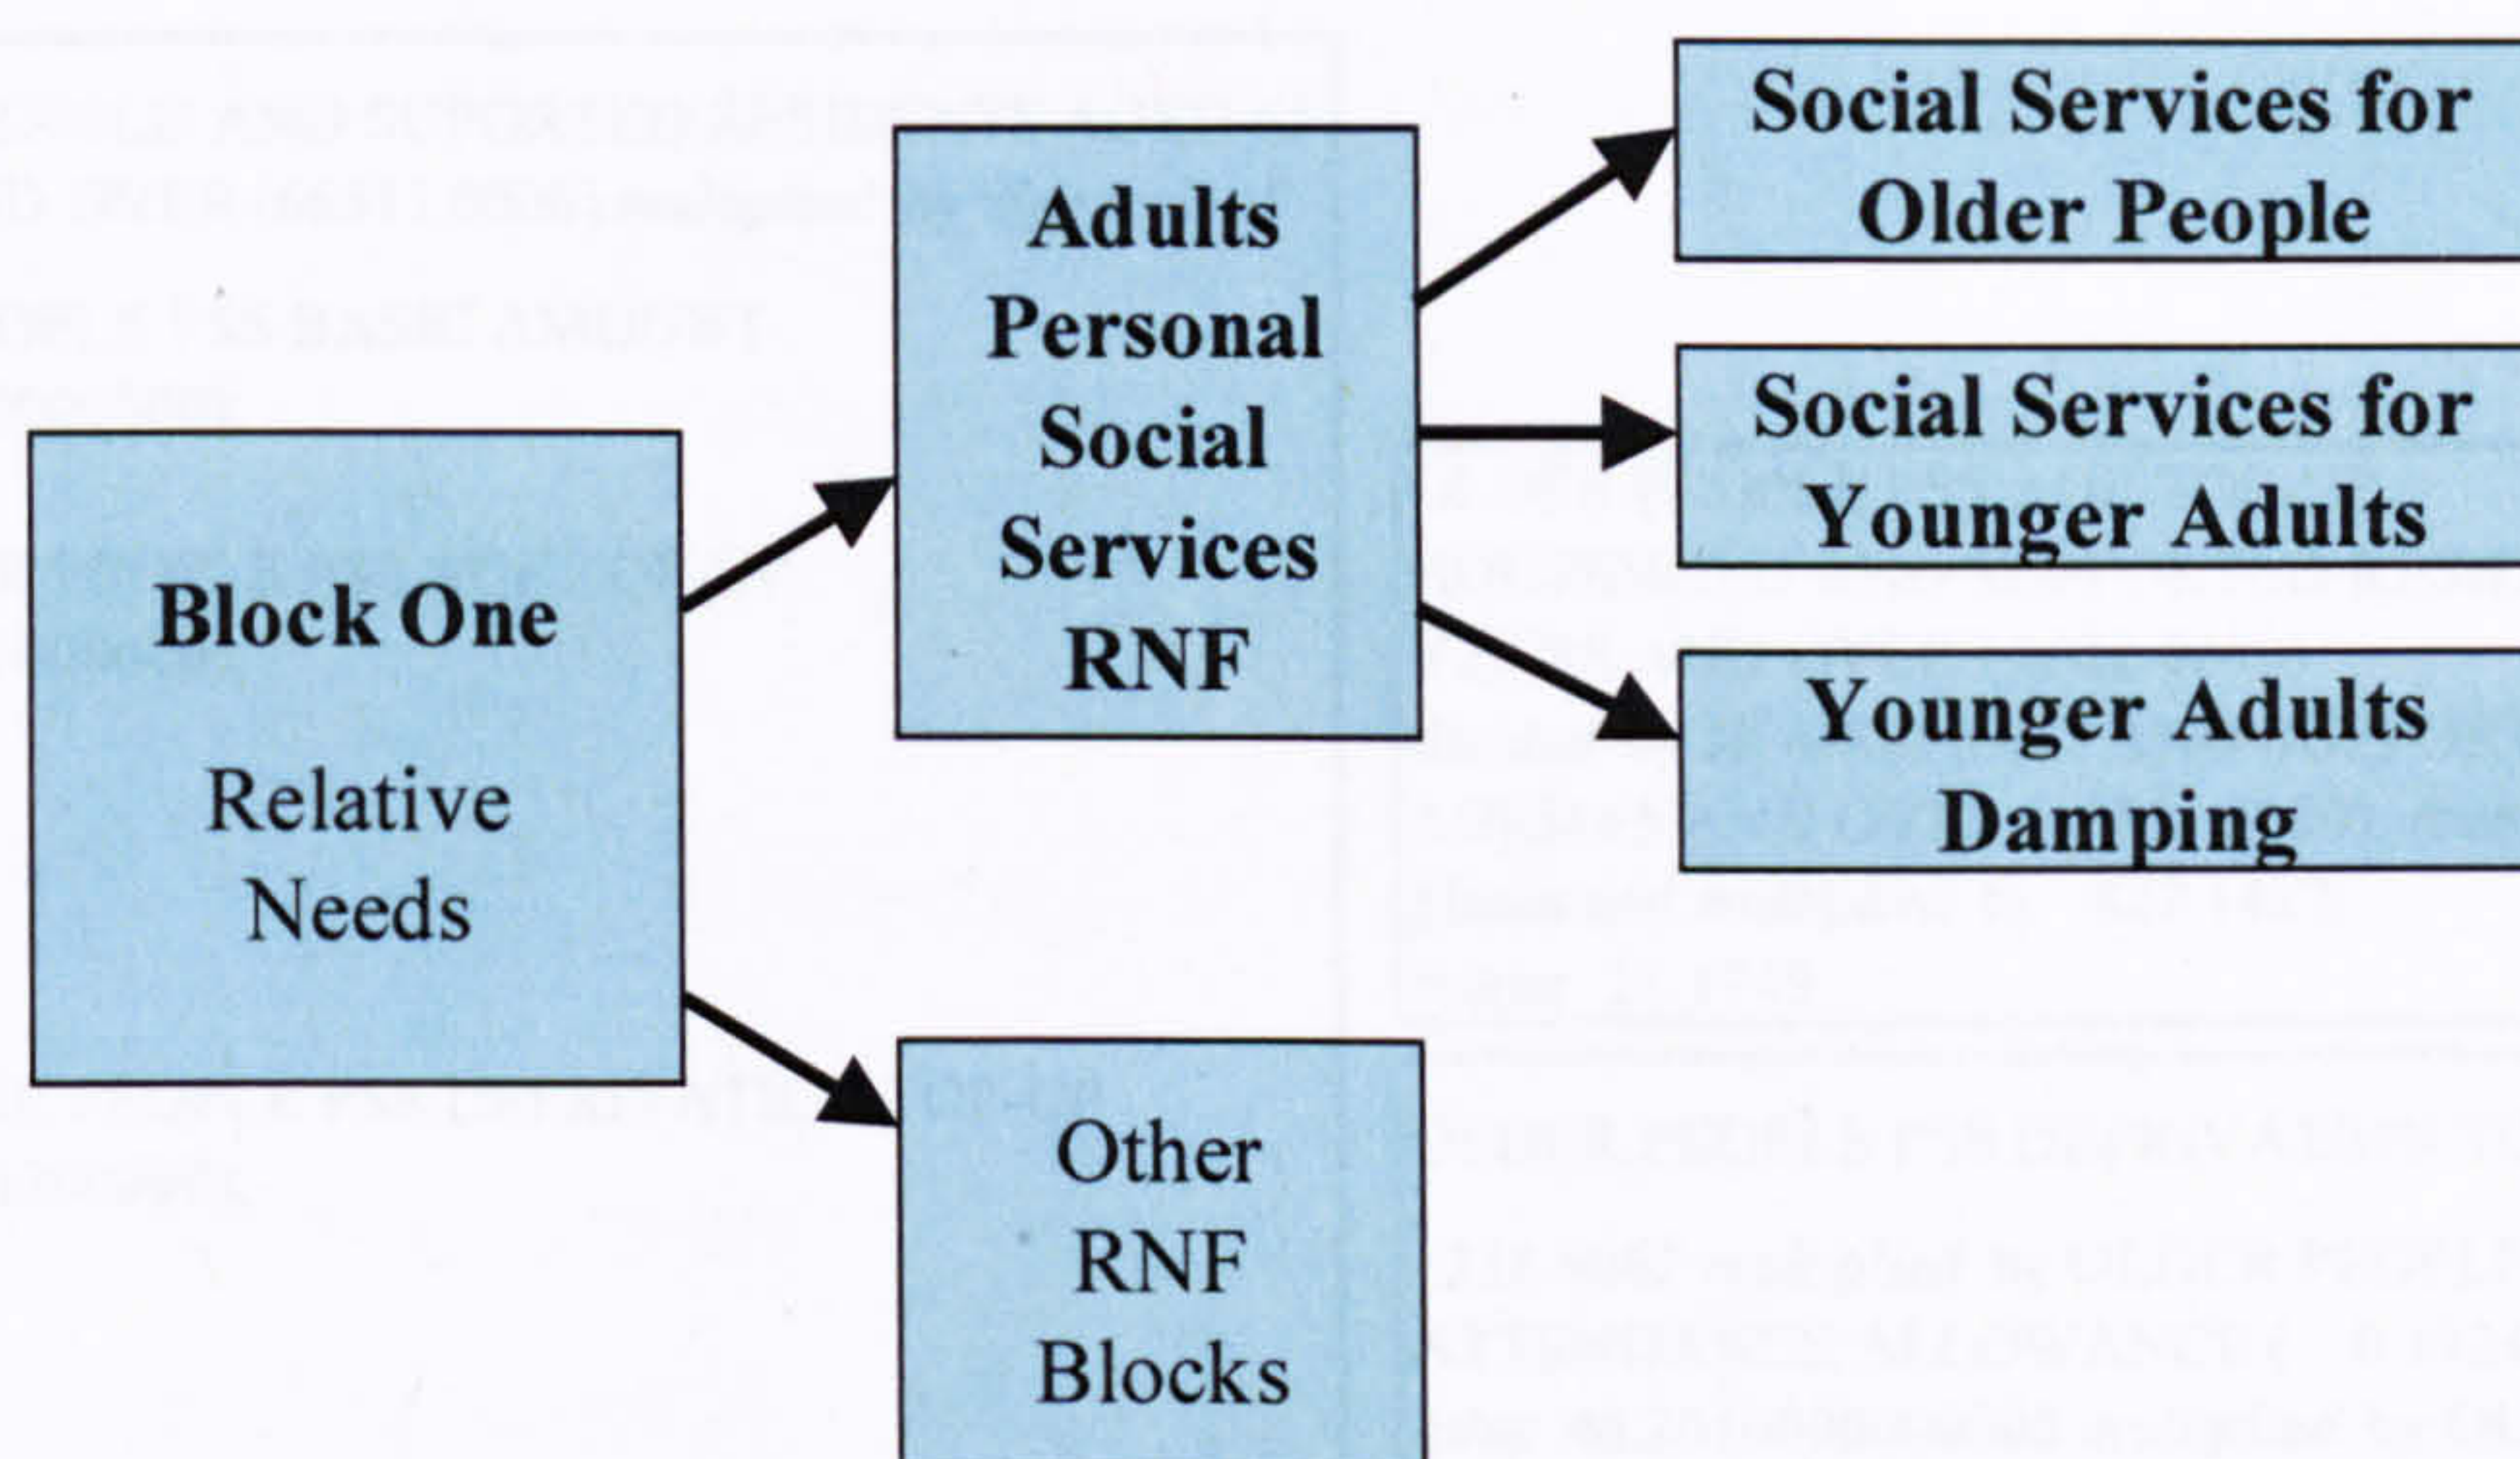 Block One
Relative
Needs
Adults
Personal
Social
Services
RNF
Other
RNF
Blocks
Social Services for
Older People
Social Services for
Younger Adults
Younger Adults
Damping